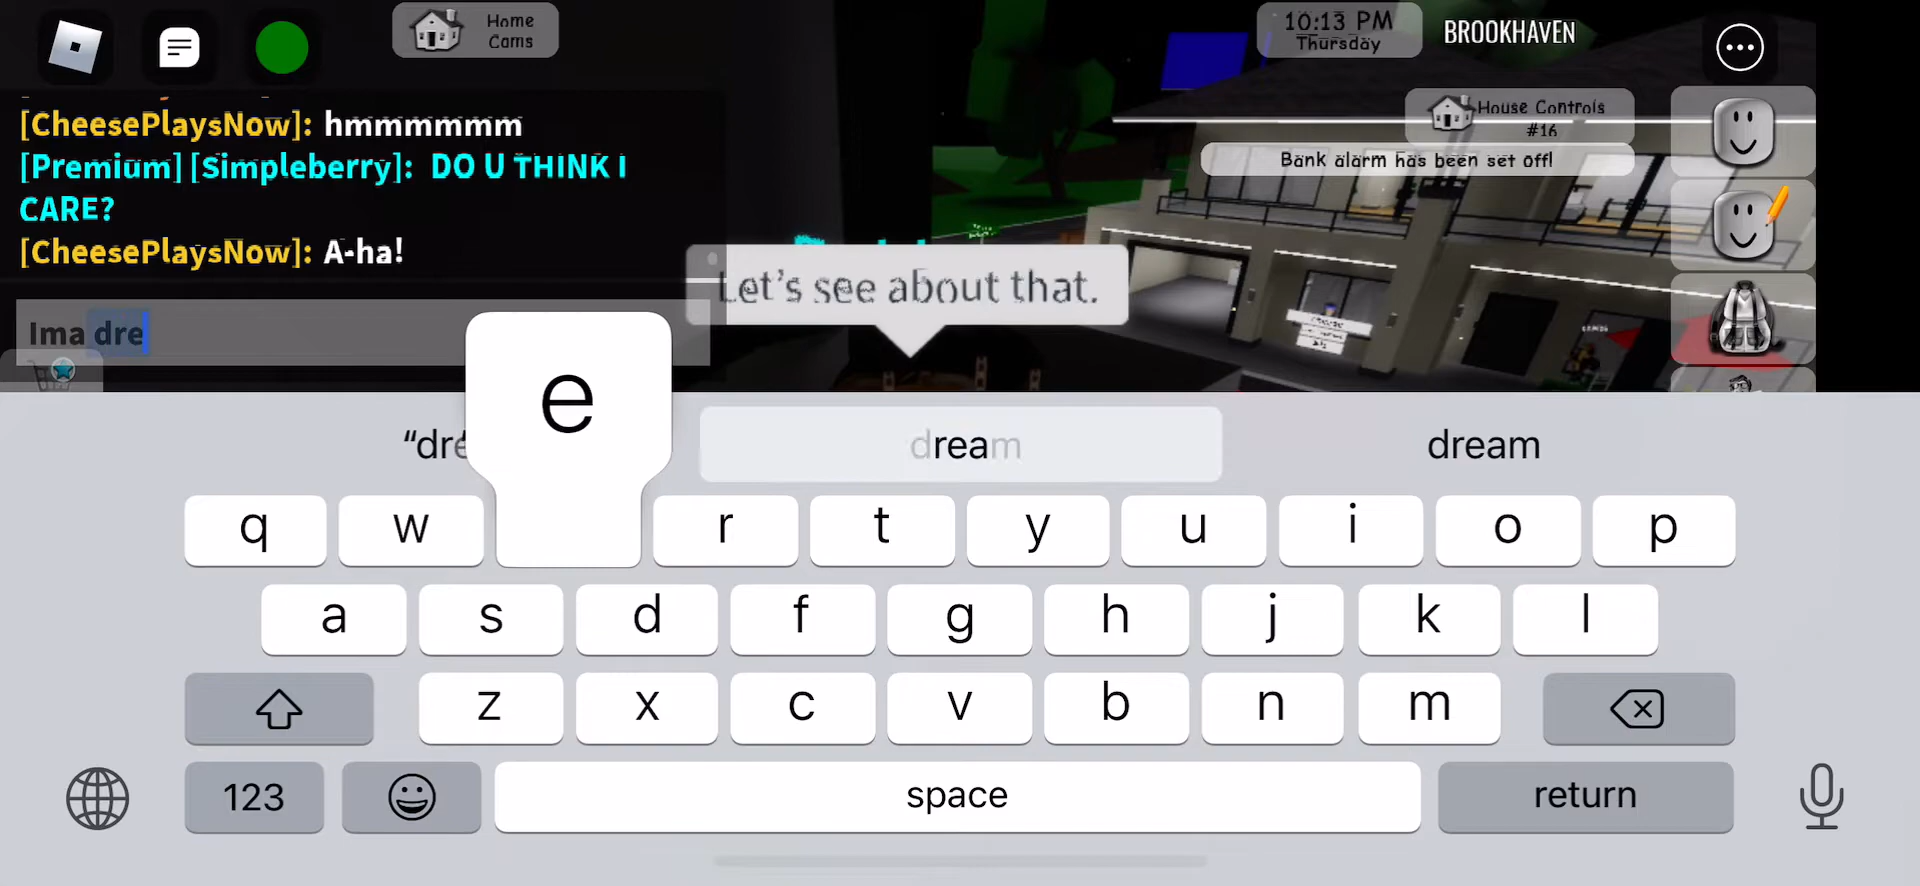 Home
Cams
10:13 PM
Thursday
BROOKHAVEN
[CheesePlaysNow]: hmmmmmm
[Premium] [Simpleberry]: DO U THINK I
CARE?
[CheesePlaysNow]: A-ha!
House Controls
#16
Bank alarm has been set off!
Let's see about that.
Ima dre
e
"dre
dream
dream
q w r t y u i o p
a s d f g h j k l
z x c v b n m
123 space return